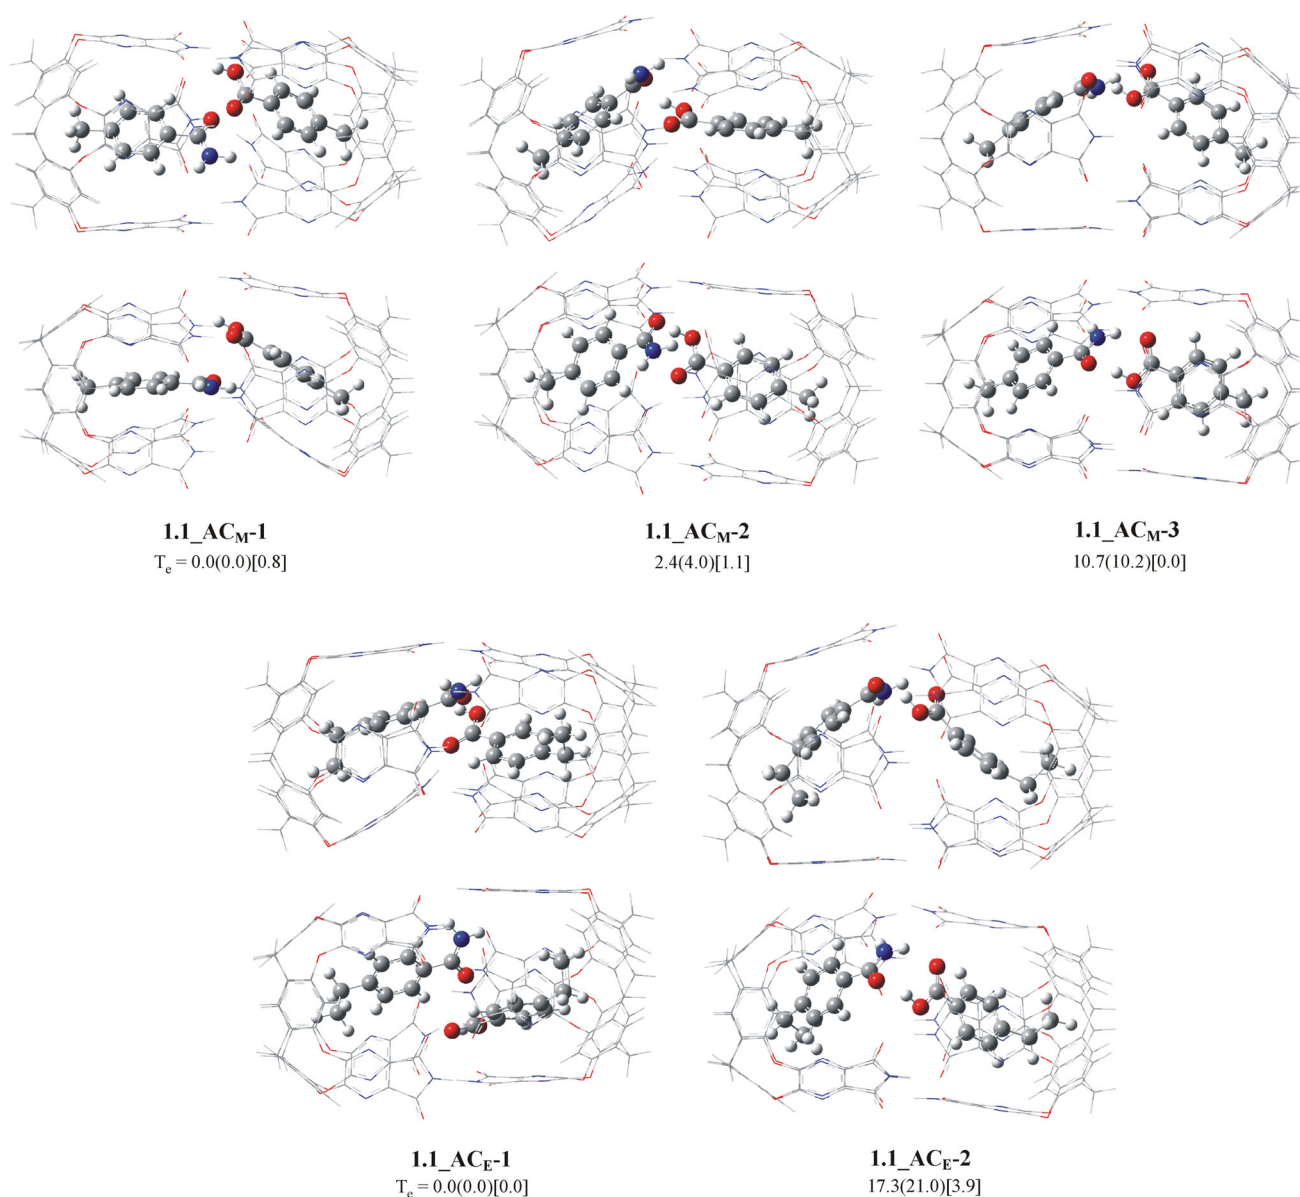 1.1_AC_M-1 1.1_AC_M-2 1.1_AC_M-3
T_e = 0.0(0.0)[0.8] 2.4(4.0)[1.1] 10.7(10.2)[0.0]
1.1_AC_E-1 1.1_AC_E-2
T_e = 0.0(0.0)[0.0] 17.3(21.0)[3.9]